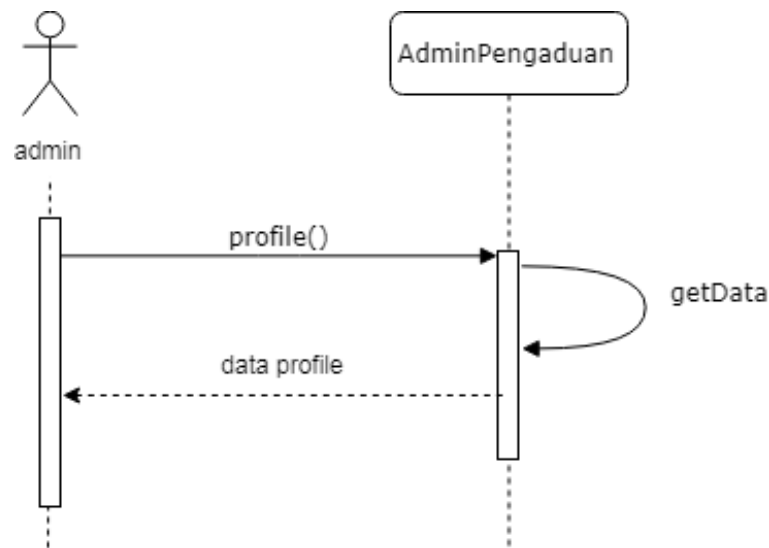 AdminPengaduan
admin
profile()
getData
data profile